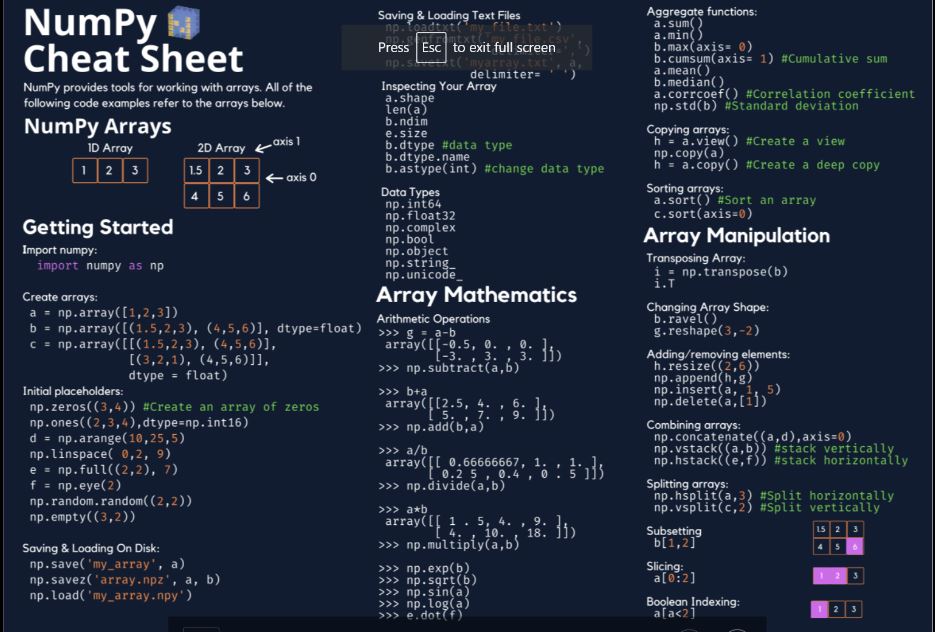 NumPy
Cheat Sheet
NumPy provides tools for working with arrays. All of the
following code examples refer to the arrays below.
NumPy Arrays
1D Array
1 2 3
2D Array
axis 1
1.5 2 3
4 5 6
axis 0
Getting Started
Import numpy:
import numpy as np
Create arrays:
a = np.array([1,2,3])
b = np.array([(1.5,2,3), (4,5,6)], dtype=float)
c = np.array([[(1.5,2,3), (4,5,6)],
[(3,2,1), (4,5,6)]],
dtype = float)
Initial placeholders:
np.zeros((3,4)) #Create an array of zeros
np.ones((2,3,4),dtype=np.int16)
d = np.arange(10,25,5)
np.linspace( 0,2, 9)
e = np.full((2,2), 7)
f = np.eye(2)
np.random.random((2,2))
np.empty((3,2))
Saving & Loading On Disk:
np.save('my_array', a)
np.savez('array.npz', a, b)
np.load('my_array.npy')
Saving & Loading Text Files
np.loadtxt('my_file.txt')
np.genfromtxt('my_file.csv',
delimiter= ',')
np.savetxt('myarray.txt', a,
delimiter= ' ')
Press Esc to exit full screen
Inspecting Your Array
a.shape
len(a)
b.ndim
e.size
b.dtype #data type
b.dtype.name
b.astype(int) #change data type
Data Types
np.int64
np.float32
np.complex
np.bool
np.object
np.string_
np.unicode_
Array Mathematics
Arithmetic Operations
>>> g = a-b
array([[-0.5, 0. , 0. ],
[-3. , 3. , 3. ]])
>>> np.subtract(a,b)
>>> b+a
array([[2.5, 4. , 6. ],
[ 5. , 7. , 9. ]])
>>> np.add(b,a)
>>> a/b
array([[ 0.66666667, 1. , 1. ],
[ 0.2 5 , 0.4 , 0 . 5 ]])
>>> np.divide(a,b)
>>> a*b
array([[ 1 . 5, 4. , 9. ],
[ 4. , 10. , 18. ]])
>>> np.multiply(a,b)
>>> np.exp(b)
>>> np.sqrt(b)
>>> np.sin(a)
>>> np.log(a)
>>> e.dot(f)
Aggregate functions:
a.sum()
a.min()
b.max(axis= 0)
b.cumsum(axis= 1) #Cumulative sum
a.mean()
b.median()
a.corrcoef() #Correlation coefficient
np.std(b) #Standard deviation
Copying arrays:
h = a.view() #Create a view
np.copy(a)
h = a.copy() #Create a deep copy
Sorting arrays:
a.sort() #Sort an array
c.sort(axis=0)
Array Manipulation
Transposing Array:
i = np.transpose(b)
i.T
Changing Array Shape:
b.ravel()
g.reshape(3,-2)
Adding/removing elements:
h.resize((2,6))
np.append(h,g)
np.insert(a, 1, 5)
np.delete(a,[1])
Combining arrays:
np.concatenate((a,d),axis=0)
np.vstack((a,b)) #stack vertically
np.hstack((e,f)) #stack horizontally
Splitting arrays:
np.hsplit(a,3) #Split horizontally
np.vsplit(c,2) #Split vertically
Subsetting
b[1,2]
1.5 2 3
4 5 6
Slicing:
a[0:2]
1 2 3
Boolean Indexing:
a[a<2]
1 2 3